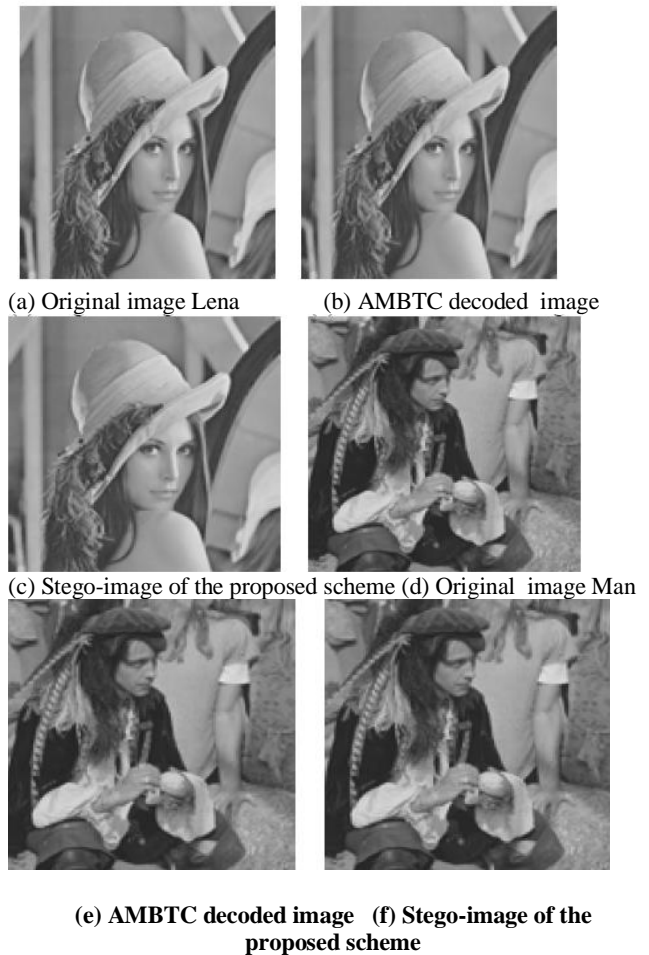 (a) Original image Lena (b) AMBTC decoded image
(c) Stego-image of the proposed scheme (d) Original image Man
(e) AMBTC decoded image (f) Stego-image of the
proposed scheme